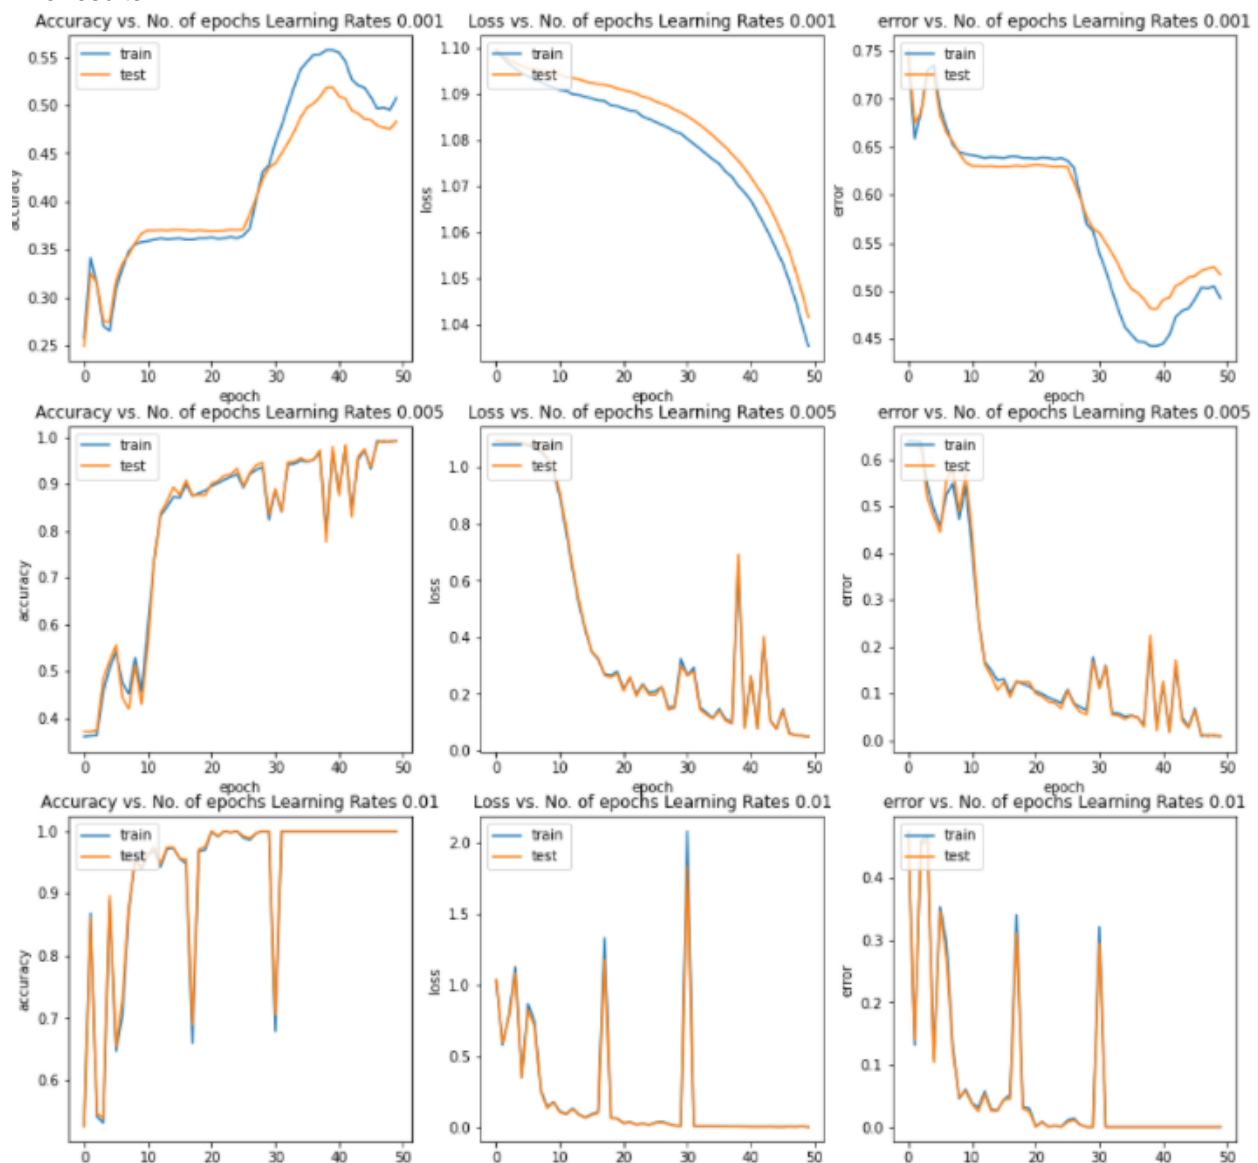 Accuracy vs. No. of epochs Learning Rates 0.001
Loss vs. No. of epochs Learning Rates 0.001
error vs. No. of epochs Learning Rates 0.001
train
test
train
test
train
test
0.55
0.50
0.45
0.40
0.35
0.30
0.25
accuracy
0 10 20 30 40 50
epoch
1.10
1.09
1.08
1.07
1.06
1.05
1.04
loss
0 10 20 30 40 50
epoch
0.75
0.70
0.65
0.60
0.55
0.50
0.45
error
0 10 20 30 40 50
epoch
Accuracy vs. No. of epochs Learning Rates 0.005
Loss vs. No. of epochs Learning Rates 0.005
error vs. No. of epochs Learning Rates 0.005
train
test
train
test
train
test
1.0
0.9
0.8
0.7
0.6
0.5
0.4
accuracy
0 10 20 30 40 50
epoch
1.0
0.8
0.6
0.4
0.2
0.0
loss
0 10 20 30 40 50
epoch
0.6
0.5
0.4
0.3
0.2
0.1
0.0
error
0 10 20 30 40 50
epoch
Accuracy vs. No. of epochs Learning Rates 0.01
Loss vs. No. of epochs Learning Rates 0.01
error vs. No. of epochs Learning Rates 0.01
train
test
train
test
train
test
1.0
0.9
0.8
0.7
0.6
accuracy
0 10 20 30 40 50
2.0
1.5
1.0
0.5
0.0
loss
0 10 20 30 40 50
0.4
0.3
0.2
0.1
0.0
error
0 10 20 30 40 50